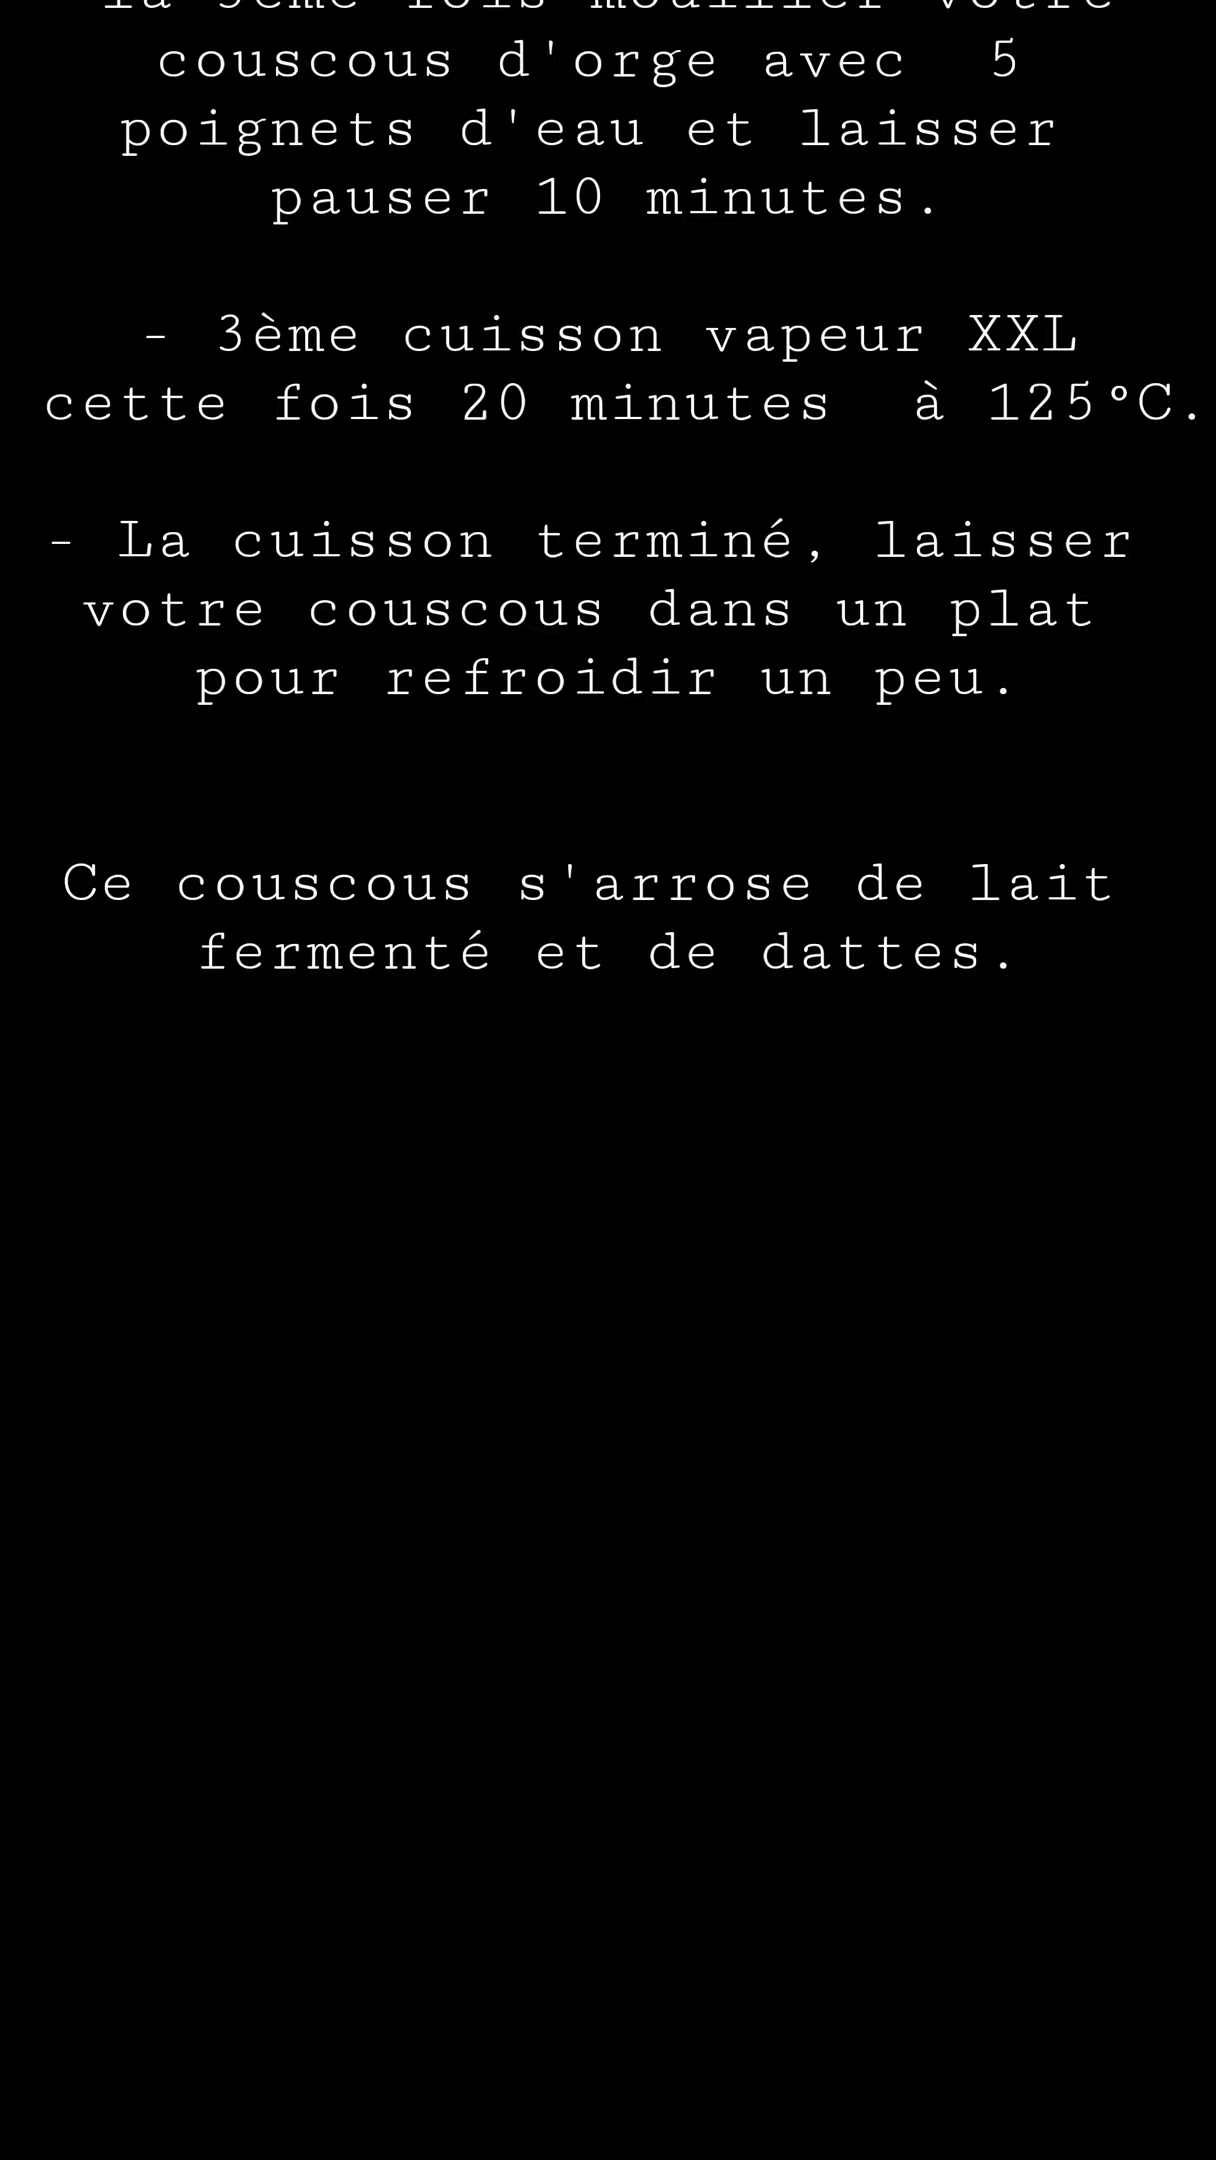 la 3ème fois mouiller votre
couscous d'orge avec 5
poignets d'eau et laisser
pauser 10 minutes.
- 3ème cuisson vapeur XXL
cette fois 20 minutes à 125°C.
- La cuisson terminé, laisser
votre couscous dans un plat
pour refroidir un peu.
Ce couscous s'arrose de lait
fermenté et de dattes.